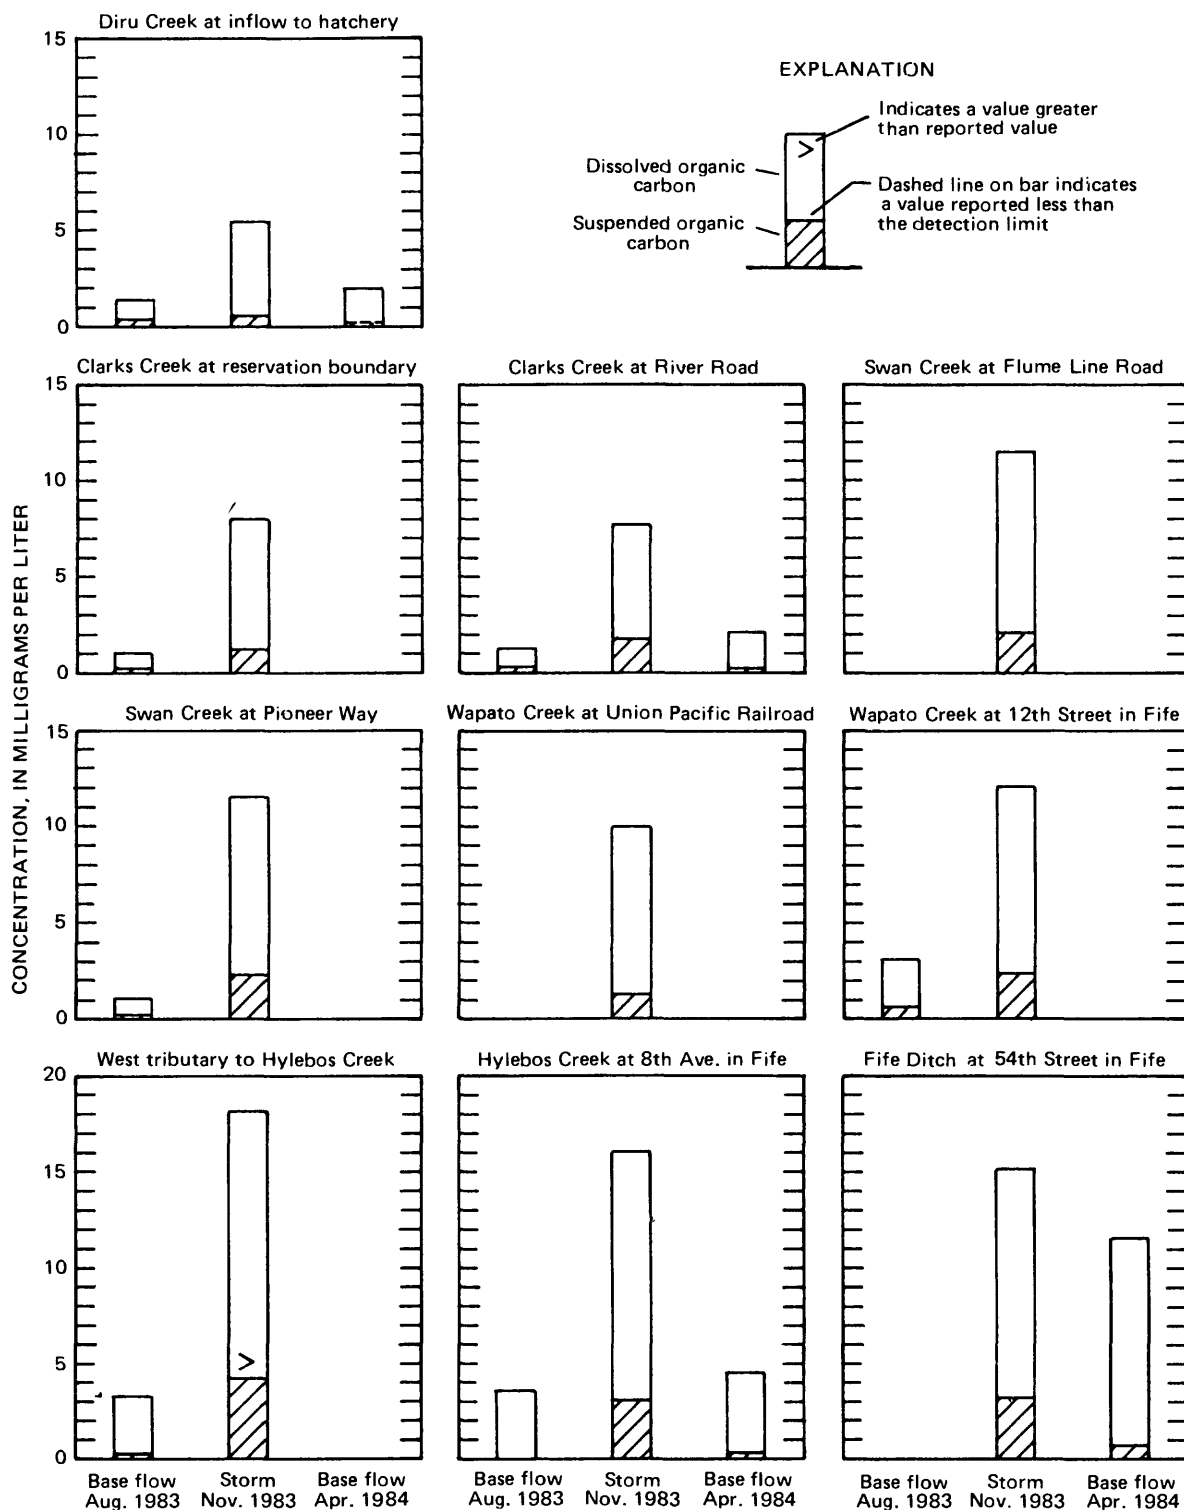 Diru Creek at inflow to hatchery
15
10
5
0
EXPLANATION
Indicates a value greater
than reported value
>
Dissolved organic
carbon
Dashed line on bar indicates
a value reported less than
the detection limit
Suspended organic
carbon
CONCENTRATION, IN MILLIGRAMS PER LITER
Clarks Creek at reservation boundary
Clarks Creek at River Road
Swan Creek at Flume Line Road
15
10
5
0
Swan Creek at Pioneer Way
Wapato Creek at Union Pacific Railroad
Wapato Creek at 12th Street in Fife
15
10
5
0
West tributary to Hylebos Creek
Hylebos Creek at 8th Ave. in Fife
Fife Ditch at 54th Street in Fife
20
15
10
5
0
>
Base flow
Aug. 1983
Storm
Nov. 1983
Base flow
Apr. 1984
Base flow
Aug. 1983
Storm
Nov. 1983
Base flow
Apr. 1984
Base flow
Aug. 1983
Storm
Nov. 1983
Base flow
Apr. 1984